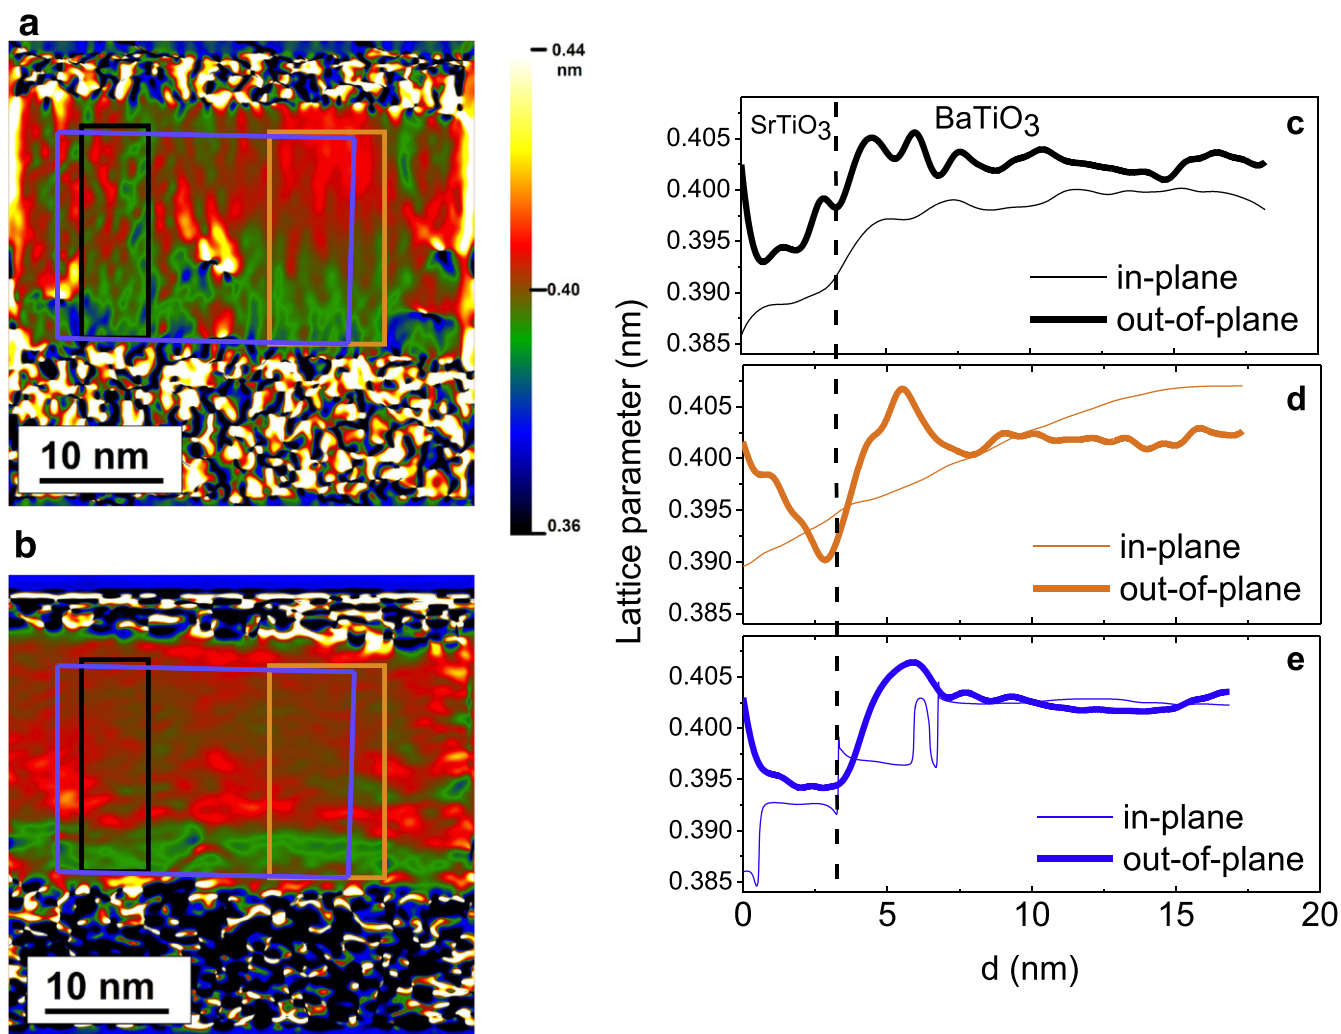 a
0.44
nm
0.40
0.36
10 nm
b
10 nm
Lattice parameter (nm)
SrTiO3
BaTiO3
c
0.405
0.400
0.395
0.390
0.385
in-plane
out-of-plane
d
0.405
0.400
0.395
0.390
0.385
in-plane
out-of-plane
e
0.405
0.400
0.395
0.390
0.385
in-plane
out-of-plane
0 5 10 15 20
d (nm)